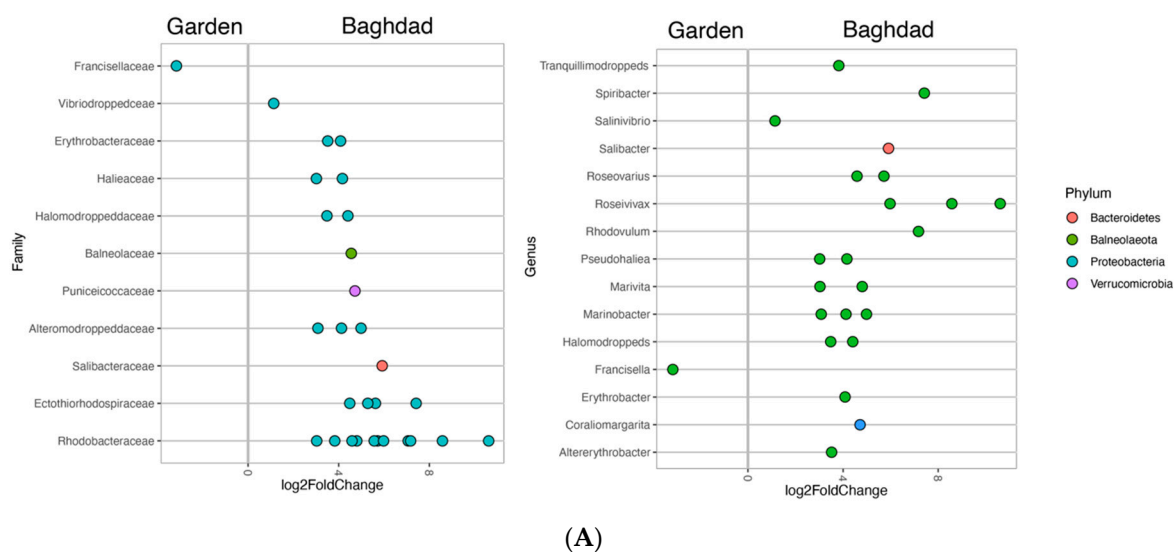 Garden Baghdad
Francisellaceae
Vibriodroppedceae
Erythrobacteraceae
Halieaceae
Halomodroppeddaceae
Balneolaceae
Puniceicoccaceae
Alteromodroppeddaceae
Salibacteraceae
Ectothiorhodospiraceae
Rhodobacteraceae
Family
0 4 8
log2FoldChange
Garden Baghdad
Tranquillimodroppeds
Spiribacter
Salinivibrio
Salibacter
Roseovarius
Roseivivax
Rhodovulum
Pseudohaliea
Marivita
Marinobacter
Halomodroppeds
Francisella
Erythrobacter
Coraliomargarita
Altererythrobacter
Genus
0 4 8
log2FoldChange
Phylum
Bacteroidetes
Balneolaeota
Proteobacteria
Verrucomicrobia
(A)